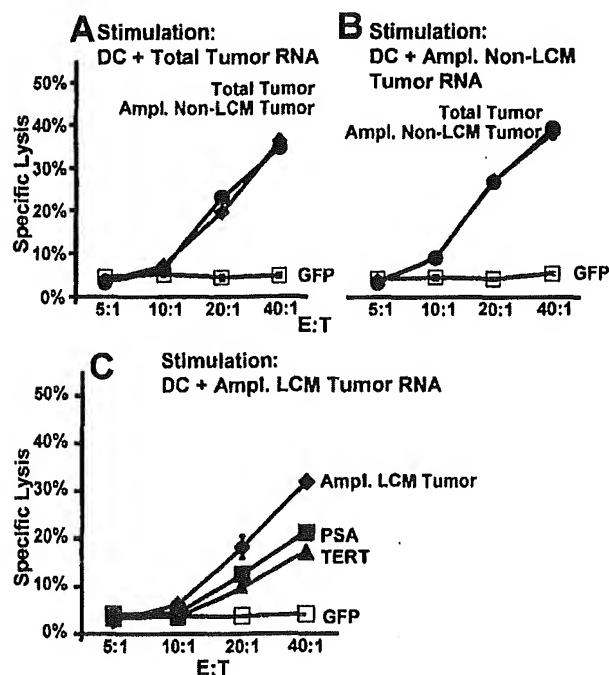 A Stimulation:
DC + Total Tumor RNA
Specific Lysis
50%
40%
30%
20%
10%
0%
Total Tumor
Ampl. Non-LCM Tumor
GFP
5:1 10:1 20:1 40:1
E:T
B Stimulation:
DC + Ampl. Non-LCM
Tumor RNA
Total Tumor
Ampl. Non-LCM Tumor
GFP
5:1 10:1 20:1 40:1
C Stimulation:
DC + Ampl. LCM Tumor RNA
Specific Lysis
50%
40%
30%
20%
10%
0%
Ampl. LCM Tumor
PSA
TERT
GFP
5:1 10:1 20:1 40:1
E:T